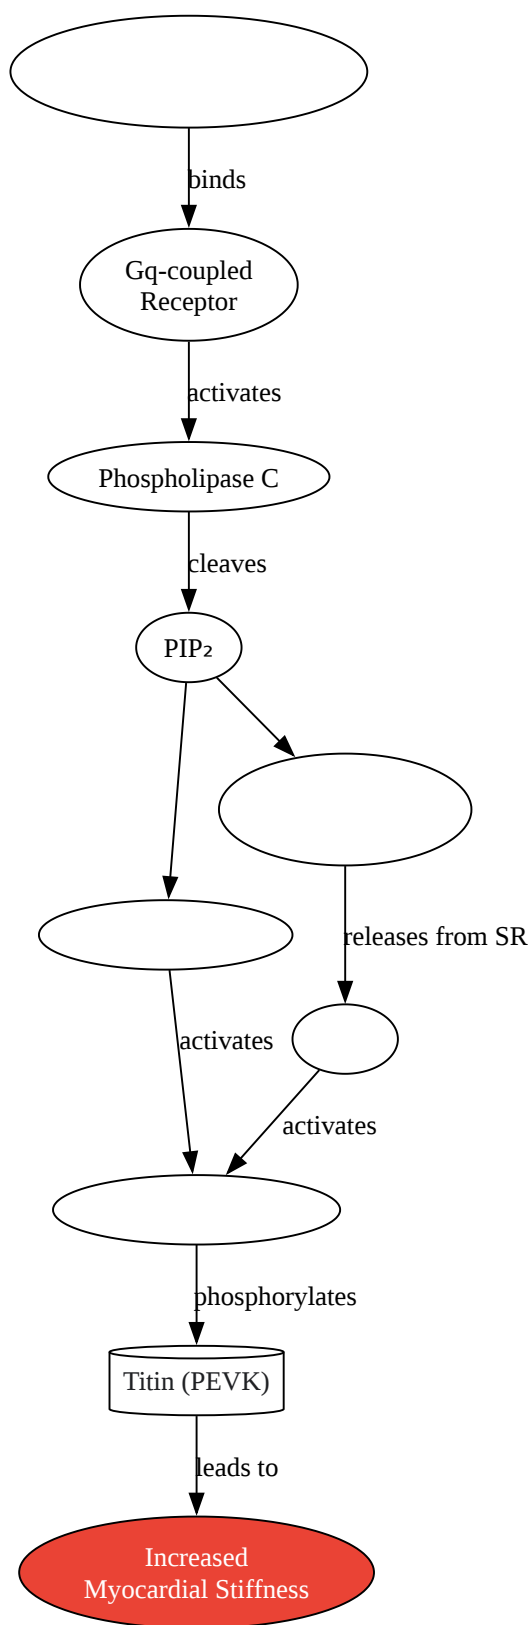 binds
Gq-coupled
Receptor
activates
Phospholipase C
cleaves
PIP₂
releases from SR
activates
activates
phosphorylates
Titin (PEVK)
leads to
Increased
Myocardial Stiffness